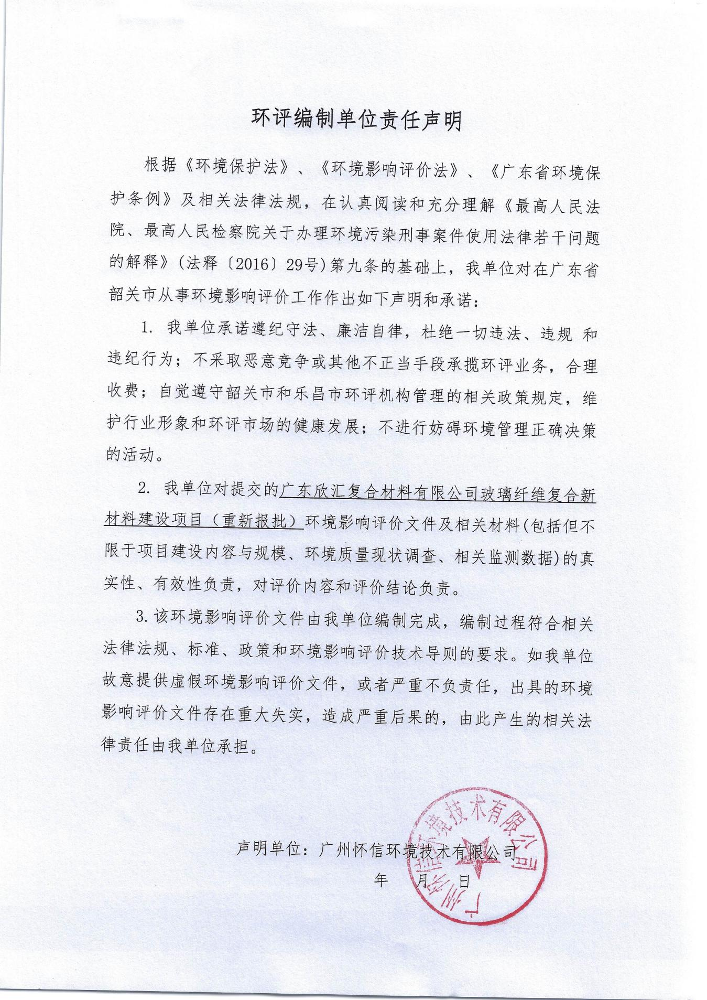 环评编制单位责任声明
根据《环境保护法》、《环境影响评价法》、《广东省环境保
护条例》及相关法律法规，在认真阅读和充分理解《最高人民法
院、最高人民检察院关于办理环境污染刑事案件使用法律若干问题
的解释》(法释〔2016〕29号)第九条的基础上，我单位对在广东省
韶关市从事环境影响评价工作作出如下声明和承诺：
1. 我单位承诺遵纪守法、廉洁自律，杜绝一切违法、违规 和
违纪行为；不采取恶意竞争或其他不正当手段承揽环评业务，合理
收费；自觉遵守韶关市和乐昌市环评机构管理的相关政策规定，维
护行业形象和环评市场的健康发展；不进行妨碍环境管理正确决策
的活动。
2. 我单位对提交的广东欣汇复合材料有限公司玻璃纤维复合新
材料建设项目（重新报批）环境影响评价文件及相关材料(包括但不
限于项目建设内容与规模、环境质量现状调查、相关监测数据)的真
实性、有效性负责，对评价内容和评价结论负责。
3.该环境影响评价文件由我单位编制完成，编制过程符合相关
法律法规、标准、政策和环境影响评价技术导则的要求。如我单位
故意提供虚假环境影响评价文件，或者严重不负责任，出具的环境
影响评价文件存在重大失实，造成严重后果的，由此产生的相关法
律责任由我单位承担。
声明单位：广州怀信环境技术有限公司
年 月 日
广州怀信环境技术有限公司